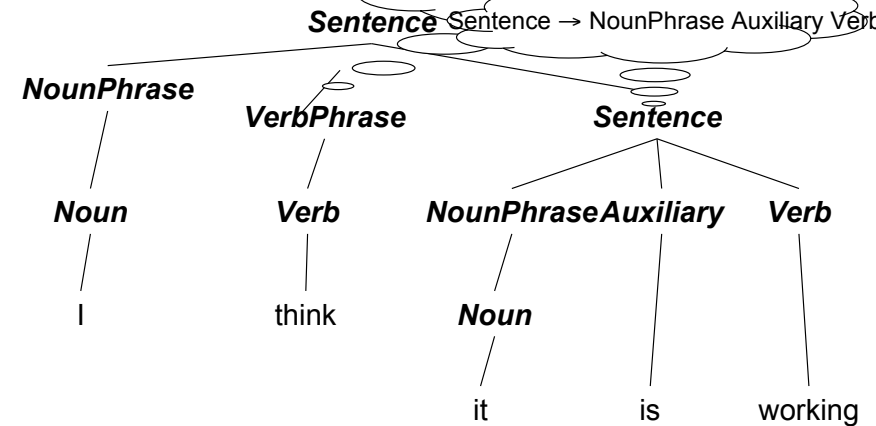 Sentence Sentence → NounPhrase Auxiliary Verb
NounPhrase
VerbPhrase Sentence
Noun Verb NounPhrase Auxiliary Verb
I think Noun
it is working